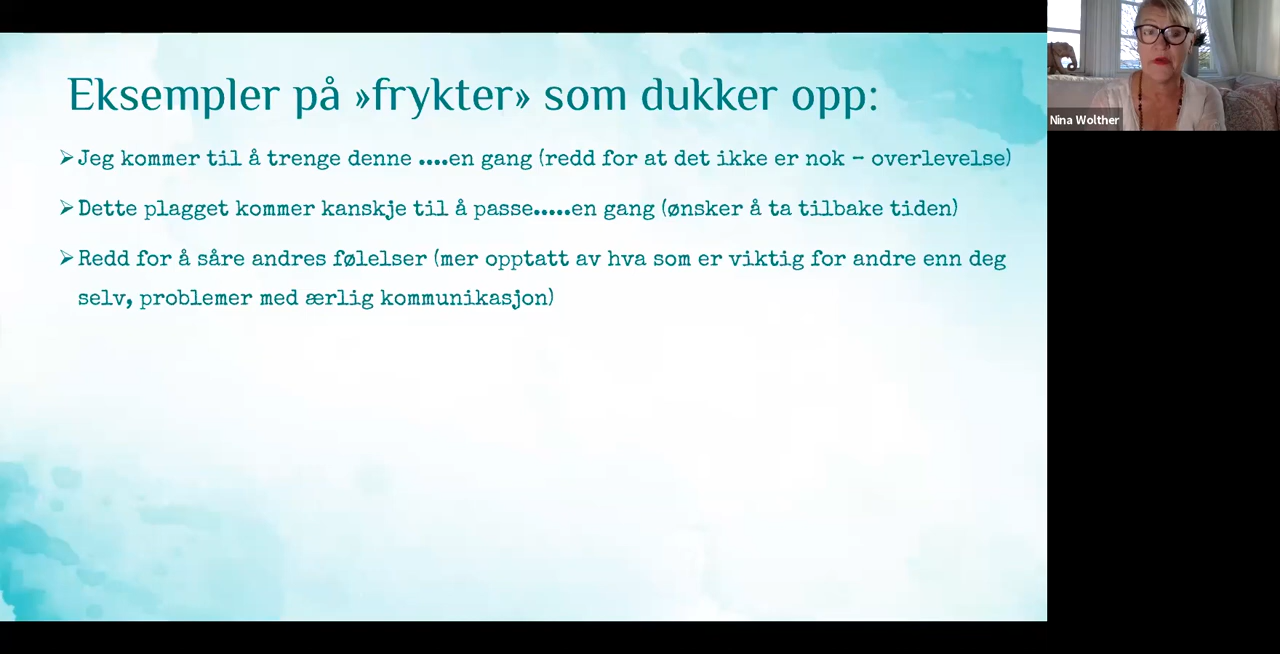 Eksempler på »frykter» som dukker opp:
➢Jeg kommer til å trenge denne ....en gang (redd for at det ikke er nok – overlevelse)
➢Dette plagget kommer kanskje til å passe.....en gang (ønsker å ta tilbake tiden)
➢Redd for å såre andres følelser (mer opptatt av hva som er viktig for andre enn deg
selv, problemer med ærlig kommunikasjon)
Nina Wolther